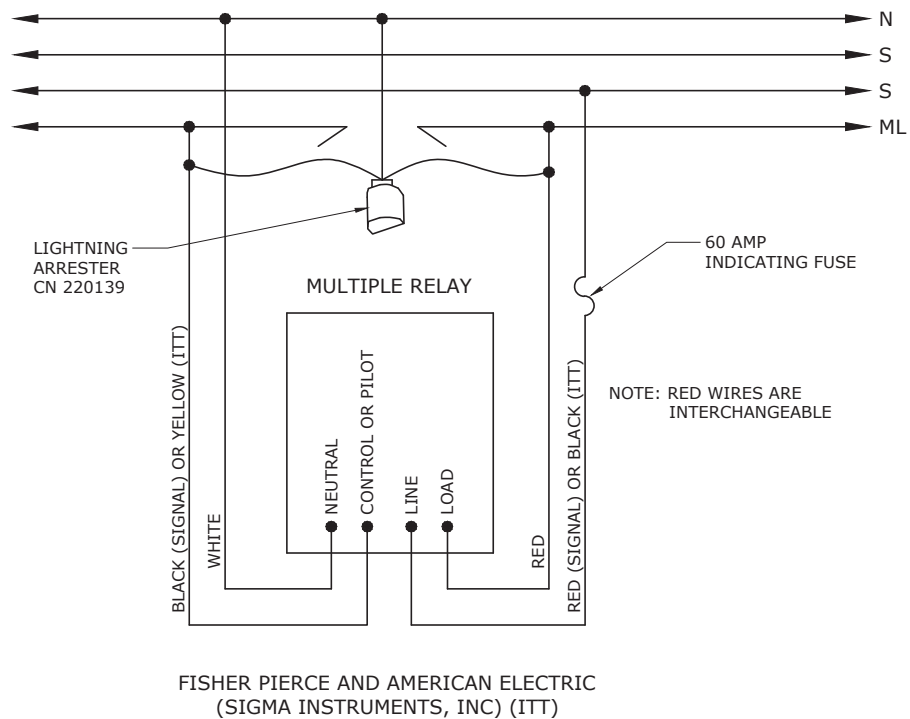 N
S
S
ML
LIGHTNING
ARRESTER
CN 220139
60 AMP
INDICATING FUSE
MULTIPLE RELAY
NOTE: RED WIRES ARE
INTERCHANGEABLE
BLACK (SIGNAL) OR YELLOW (ITT)
WHITE
NEUTRAL
CONTROL OR PILOT
LINE
LOAD
RED
RED (SIGNAL) OR BLACK (ITT)
FISHER PIERCE AND AMERICAN ELECTRIC
(SIGMA INSTRUMENTS, INC) (ITT)